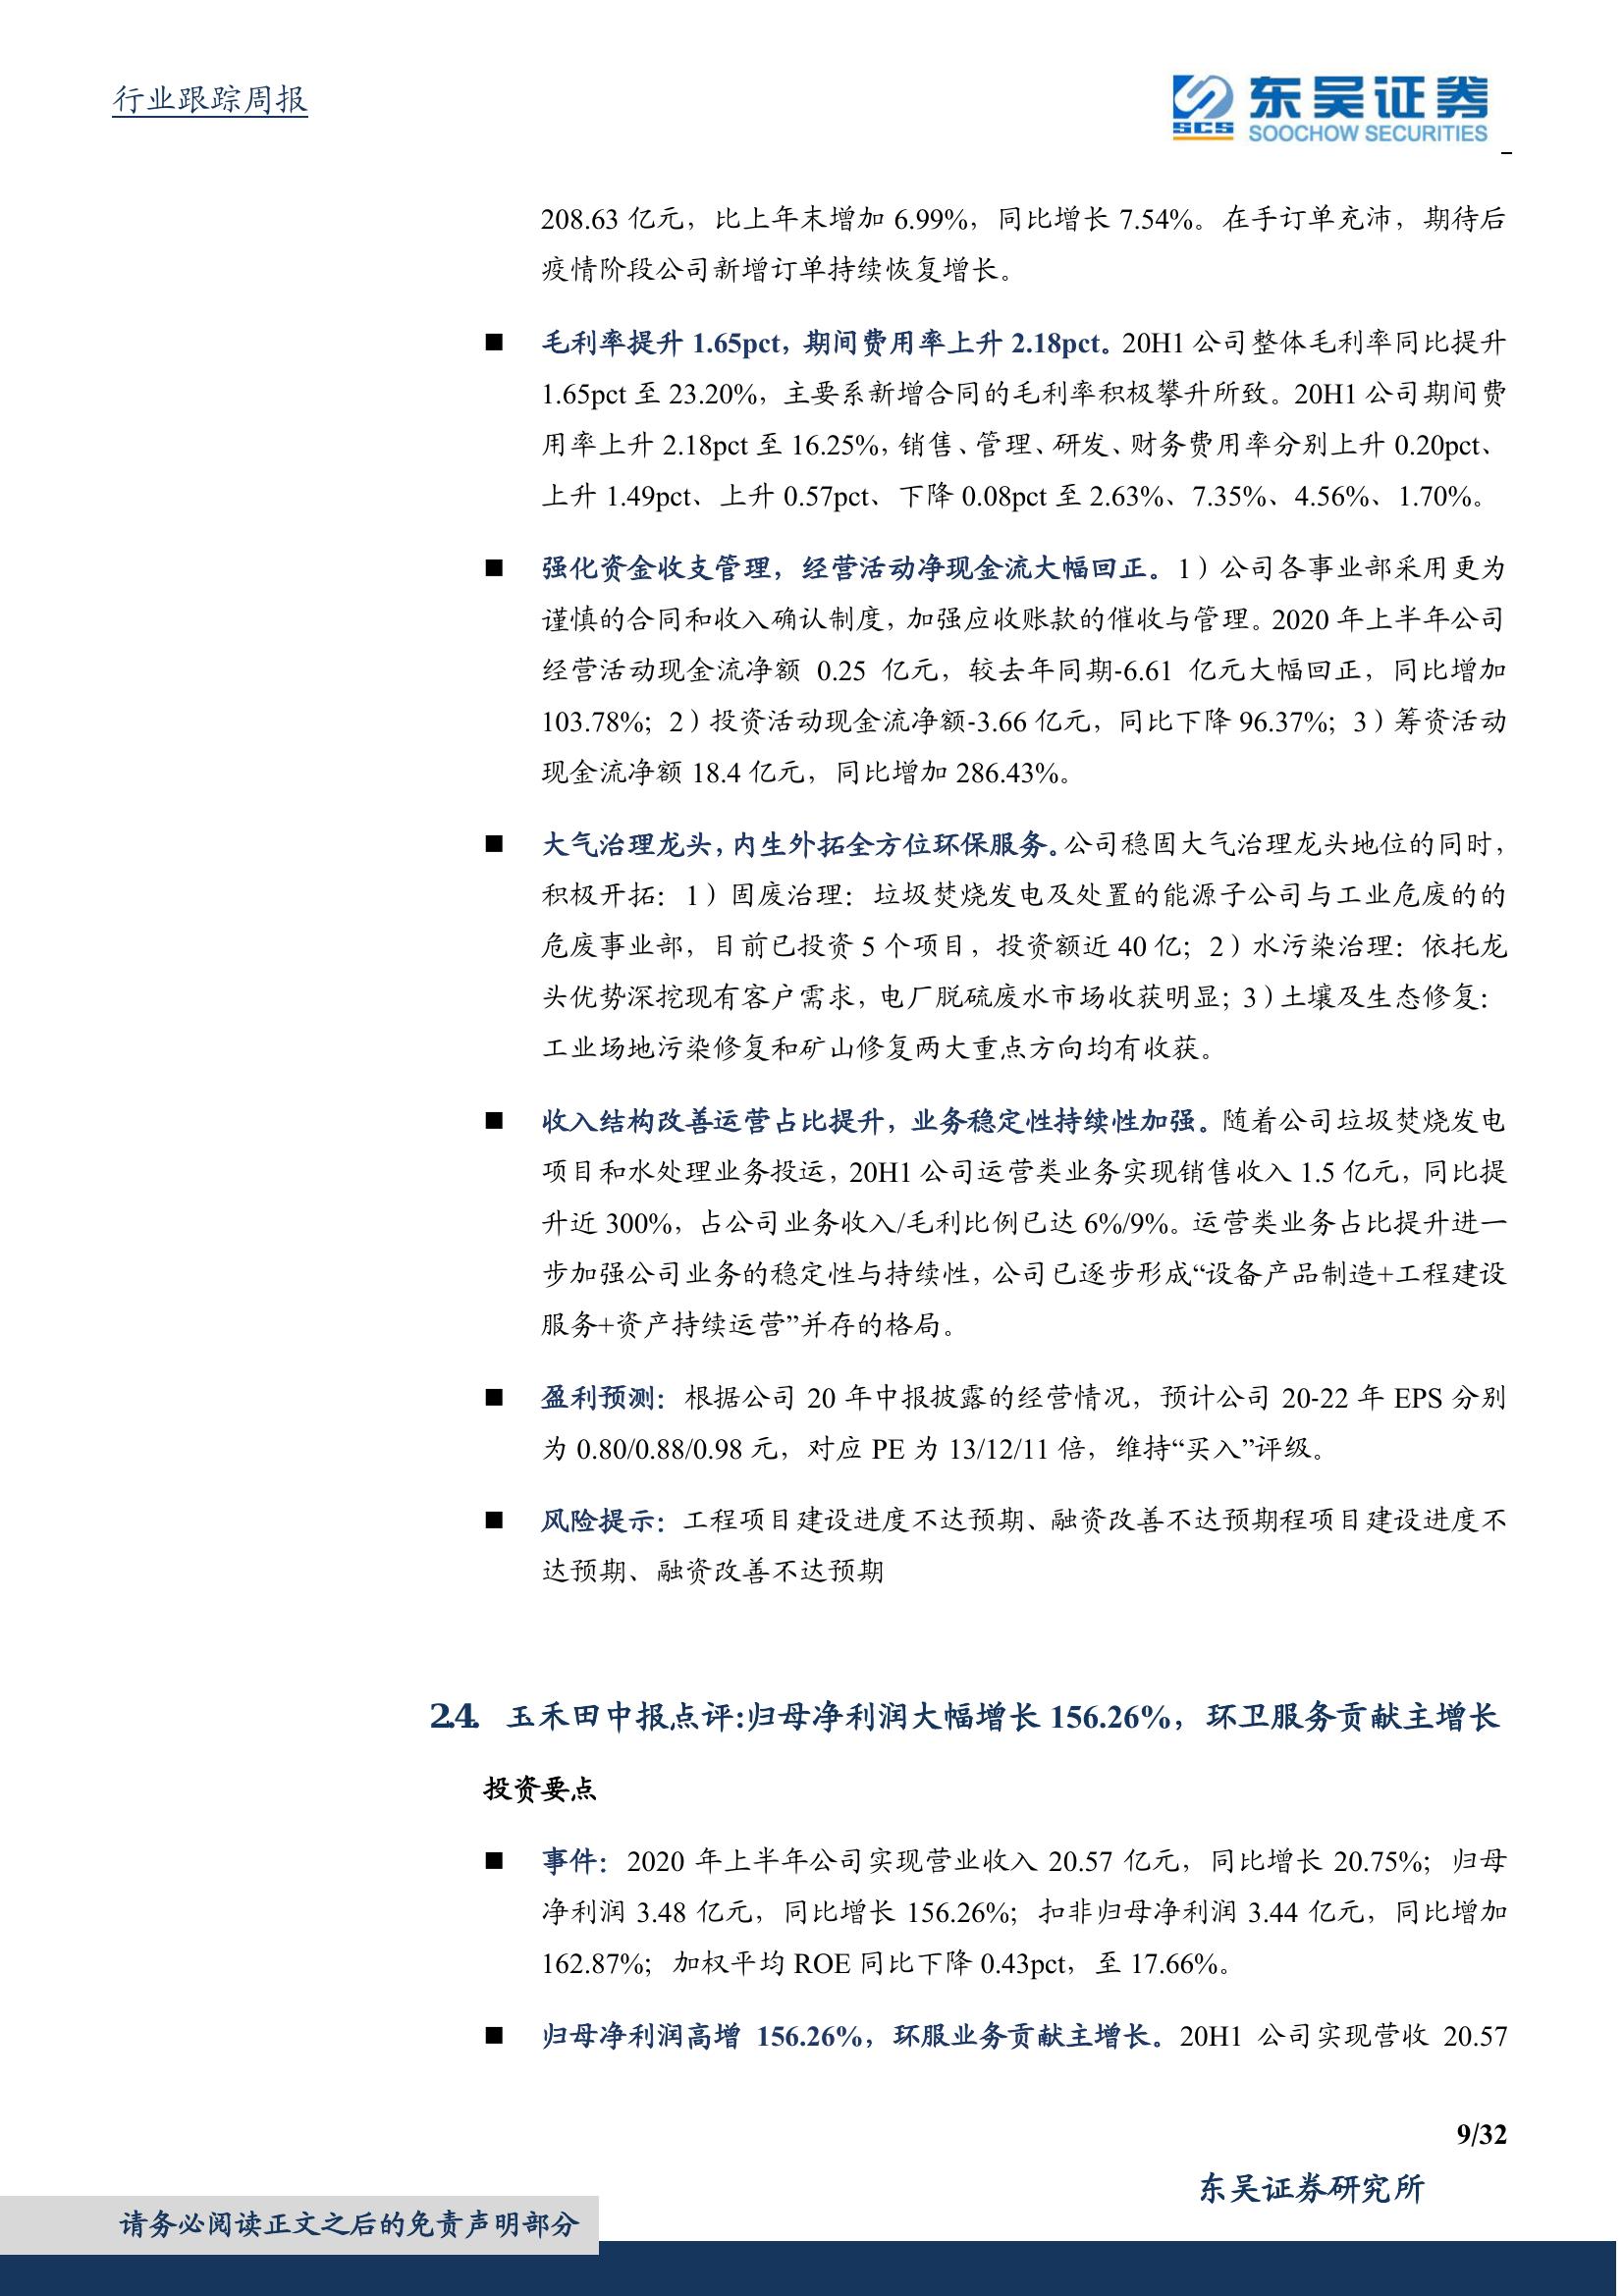 行业跟踪周报
SCS 东吴证券
SOOCHOW SECURITIES
208.63 亿元，比上年末增加 6.99%，同比增长 7.54%。在手订单充沛，期待后
疫情阶段公司新增订单持续恢复增长。
■ 毛利率提升 1.65pct，期间费用率上升 2.18pct。20H1 公司整体毛利率同比提升
1.65pct 至 23.20%，主要系新增合同的毛利率积极攀升所致。20H1 公司期间费
用率上升 2.18pct 至 16.25%，销售、管理、研发、财务费用率分别上升 0.20pct、
上升 1.49pct、上升 0.57pct、下降 0.08pct 至 2.63%、7.35%、4.56%、1.70%。
■ 强化资金收支管理，经营活动净现金流大幅回正。1）公司各事业部采用更为
谨慎的合同和收入确认制度，加强应收账款的催收与管理。2020 年上半年公司
经营活动现金流净额 0.25 亿元，较去年同期-6.61 亿元大幅回正，同比增加
103.78%；2）投资活动现金流净额-3.66 亿元，同比下降 96.37%；3）筹资活动
现金流净额 18.4 亿元，同比增加 286.43%。
■ 大气治理龙头，内生外拓全方位环保服务。公司稳固大气治理龙头地位的同时，
积极开拓：1）固废治理：垃圾焚烧发电及处置的能源子公司与工业危废的的
危废事业部，目前已投资 5 个项目，投资额近 40 亿；2）水污染治理：依托龙
头优势深挖现有客户需求，电厂脱硫废水市场收获明显；3）土壤及生态修复：
工业场地污染修复和矿山修复两大重点方向均有收获。
■ 收入结构改善运营占比提升，业务稳定性持续性加强。随着公司垃圾焚烧发电
项目和水处理业务投运，20H1 公司运营类业务实现销售收入 1.5 亿元，同比提
升近 300%，占公司业务收入/毛利比例已达 6%/9%。运营类业务占比提升进一
步加强公司业务的稳定性与持续性，公司已逐步形成“设备产品制造+工程建设
服务+资产持续运营”并存的格局。
■ 盈利预测：根据公司 20 年中报披露的经营情况，预计公司 20-22 年 EPS 分别
为 0.80/0.88/0.98 元，对应 PE 为 13/12/11 倍，维持“买入”评级。
■ 风险提示：工程项目建设进度不达预期、融资改善不达预期程项目建设进度不
达预期、融资改善不达预期
2.4. 玉禾田中报点评:归母净利润大幅增长 156.26%，环卫服务贡献主增长
投资要点
■ 事件：2020 年上半年公司实现营业收入 20.57 亿元，同比增长 20.75%；归母
净利润 3.48 亿元，同比增长 156.26%；扣非归母净利润 3.44 亿元，同比增加
162.87%；加权平均 ROE 同比下降 0.43pct，至 17.66%。
■ 归母净利润高增 156.26%，环服业务贡献主增长。20H1 公司实现营收 20.57
9/32
东吴证券研究所
请务必阅读正文之后的免责声明部分